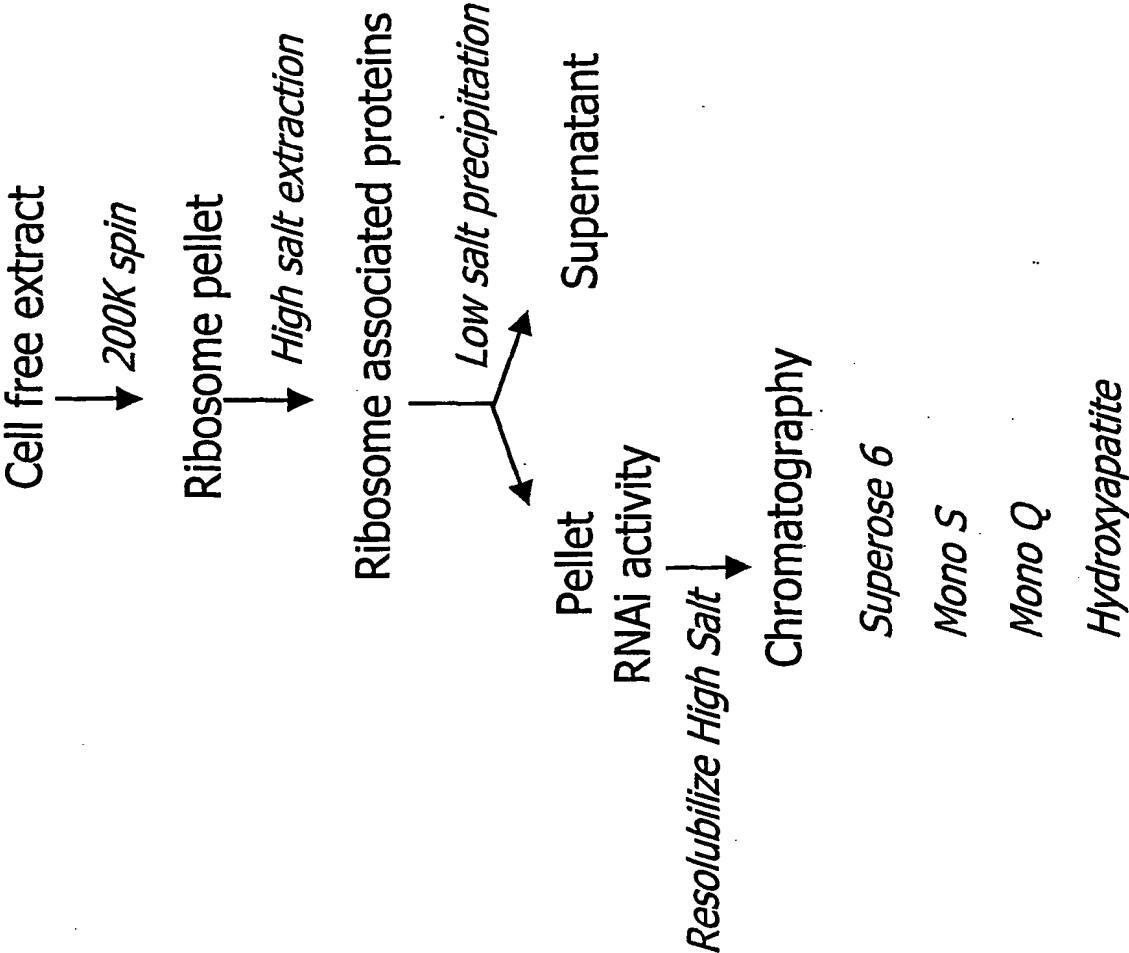 Cell free extract
200K spin
Ribosome pellet
High salt extraction
Ribosome associated proteins
Low salt precipitation
Pellet
RNAi activity
Supernatant
Resolubilize High Salt
Chromatography
Superose 6
Mono S
Mono Q
Hydroxyapatite